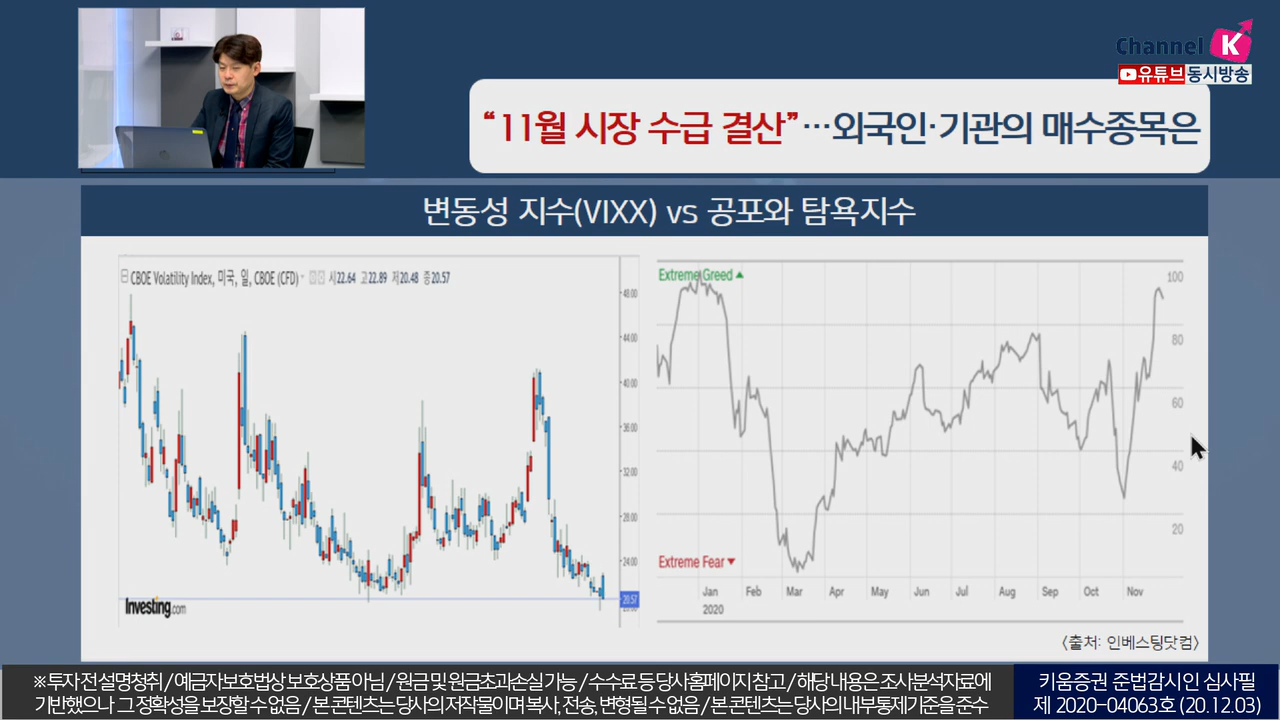 Channel K
유튜브 동시방송
“11월 시장 수급 결산”…외국인·기관의 매수종목은
변동성 지수(VIXX) vs 공포와 탐욕지수
CBOE Volatility Index, 미국, 일, CBOE (CFD) 시22.64 고22.89 저20.48 종20.57
48.00
44.00
40.00
36.00
32.00
28.00
24.00
20.57
Investing.com
Extreme Greed ▲
100
80
60
40
20
Extreme Fear ▼
Jan Feb Mar Apr May Jun Jul Aug Sep Oct Nov
2020
<출처: 인베스팅닷컴>
※ 투자 전 설명청취 / 예금자보호법상 보호상품 아님 / 원금 및 원금초과손실 가능 / 수수료 등 당사홈페이지 참고 / 해당 내용은 조사분석자료에
기반했으나 그 정확성을 보장할 수 없음 / 본 콘텐츠는 당사의 저작물이며 복사, 전송, 변형될 수 없음 / 본 콘텐츠는 당사의 내부통제기준을 준수
키움증권 준법감시인 심사필
제 2020-04063호 (20.12.03)